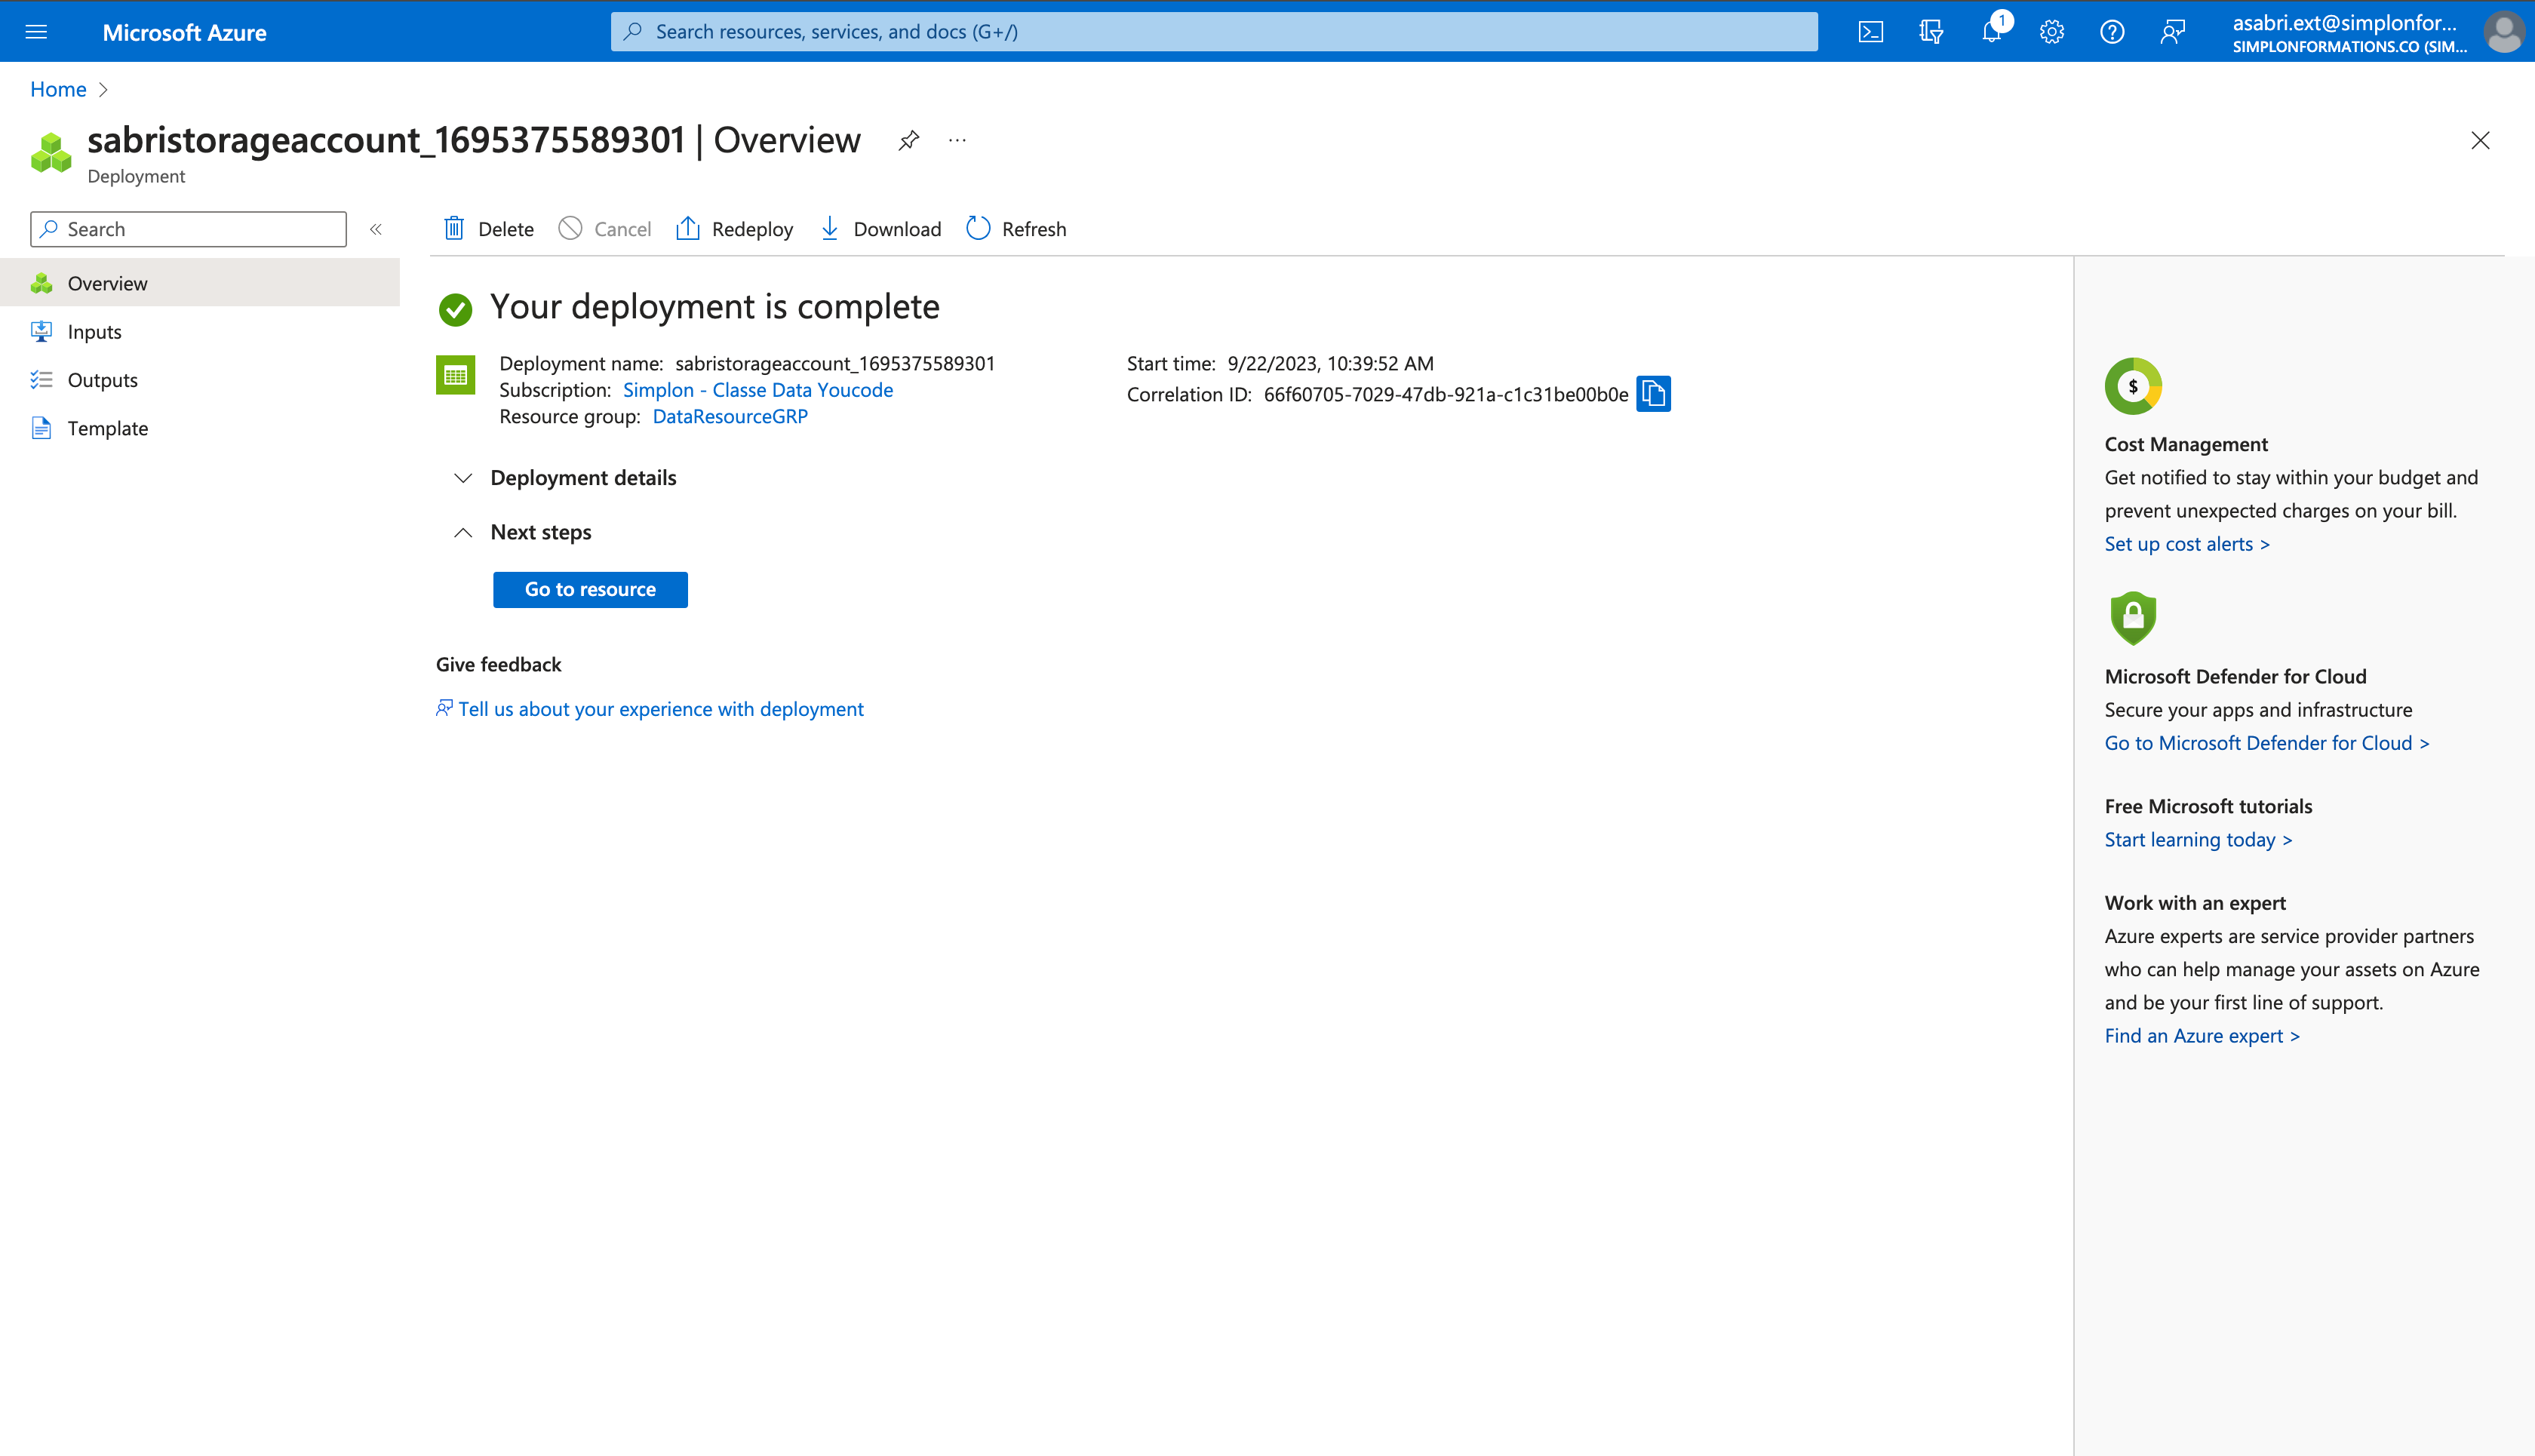 Microsoft Azure
Search resources, services, and docs (G+/)
1
asabri.ext@simplonfor...
SIMPLONFORMATIONS.CO (SIM...
Home
sabristorageaccount_1695375589301 | Overview
Deployment
Search
Delete
Cancel
Redeploy
Download
Refresh
Overview
Inputs
Outputs
Template
Your deployment is complete
Deployment name: sabristorageaccount_1695375589301
Subscription: Simplon - Classe Data Youcode
Resource group: DataResourceGRP
Start time: 9/22/2023, 10:39:52 AM
Correlation ID: 66f60705-7029-47db-921a-c1c31be00b0e
Deployment details
Next steps
Go to resource
Give feedback
Tell us about your experience with deployment
$
Cost Management
Get notified to stay within your budget and
prevent unexpected charges on your bill.
Set up cost alerts >
Microsoft Defender for Cloud
Secure your apps and infrastructure
Go to Microsoft Defender for Cloud >
Free Microsoft tutorials
Start learning today >
Work with an expert
Azure experts are service provider partners
who can help manage your assets on Azure
and be your first line of support.
Find an Azure expert >